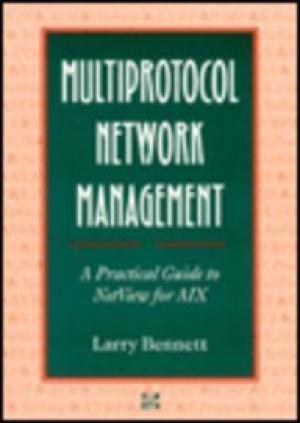 MULTIPROTOCOL
NETWORK
MANAGEMENT
A Practical Guide to
NetView for AIX
Larry Bennett